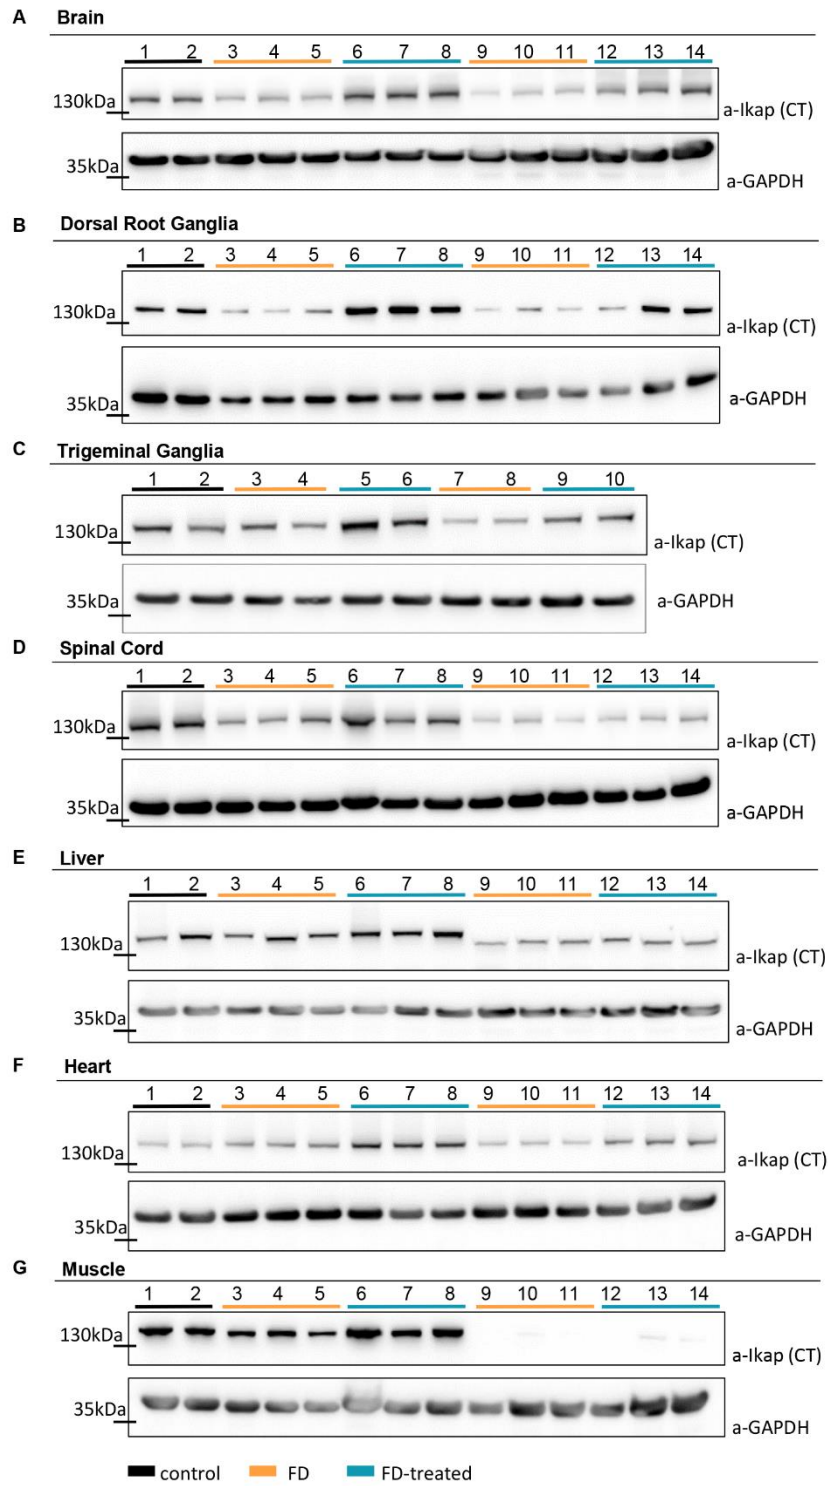 A Brain
1 2 3 4 5 6 7 8 9 10 11 12 13 14
130kDa a-Ikap (CT)
35kDa a-GAPDH
B Dorsal Root Ganglia
1 2 3 4 5 6 7 8 9 10 11 12 13 14
130kDa a-Ikap (CT)
35kDa a-GAPDH
C Trigeminal Ganglia
1 2 3 4 5 6 7 8 9 10
130kDa a-Ikap (CT)
35kDa a-GAPDH
D Spinal Cord
1 2 3 4 5 6 7 8 9 10 11 12 13 14
130kDa a-Ikap (CT)
35kDa a-GAPDH
E Liver
1 2 3 4 5 6 7 8 9 10 11 12 13 14
130kDa a-Ikap (CT)
35kDa a-GAPDH
F Heart
1 2 3 4 5 6 7 8 9 10 11 12 13 14
130kDa a-Ikap (CT)
35kDa a-GAPDH
G Muscle
1 2 3 4 5 6 7 8 9 10 11 12 13 14
130kDa a-Ikap (CT)
35kDa a-GAPDH
control FD FD-treated